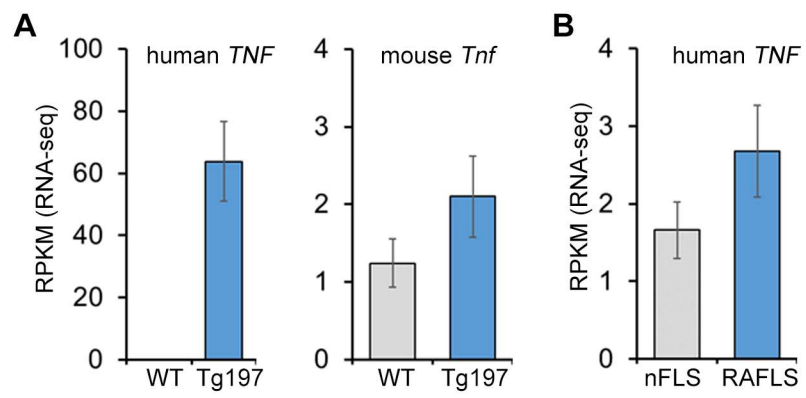 A
human TNF
RPKM (RNA-seq)
100
80
60
40
20
0
WT Tg197
mouse Tnf
4
3
2
1
0
WT Tg197
B
human TNF
RPKM (RNA-seq)
4
3
2
1
0
nFLS RAFLS